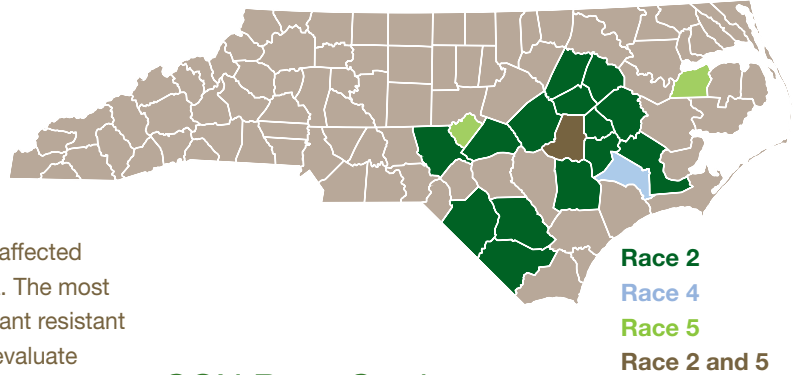 affected
. The most
ant resistant
evaluate
Race 2
Race 4
Race 5
Race 2 and 5